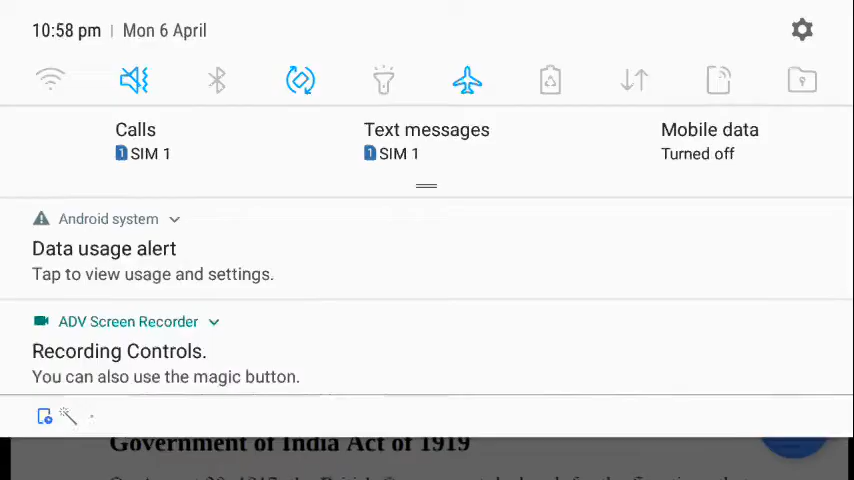 10:58 pm | Mon 6 April
Calls
1 SIM 1
Text messages
1 SIM 1
Mobile data
Turned off
Android system
Data usage alert
Tap to view usage and settings.
ADV Screen Recorder
Recording Controls.
You can also use the magic button.
Government of India Act of 1919